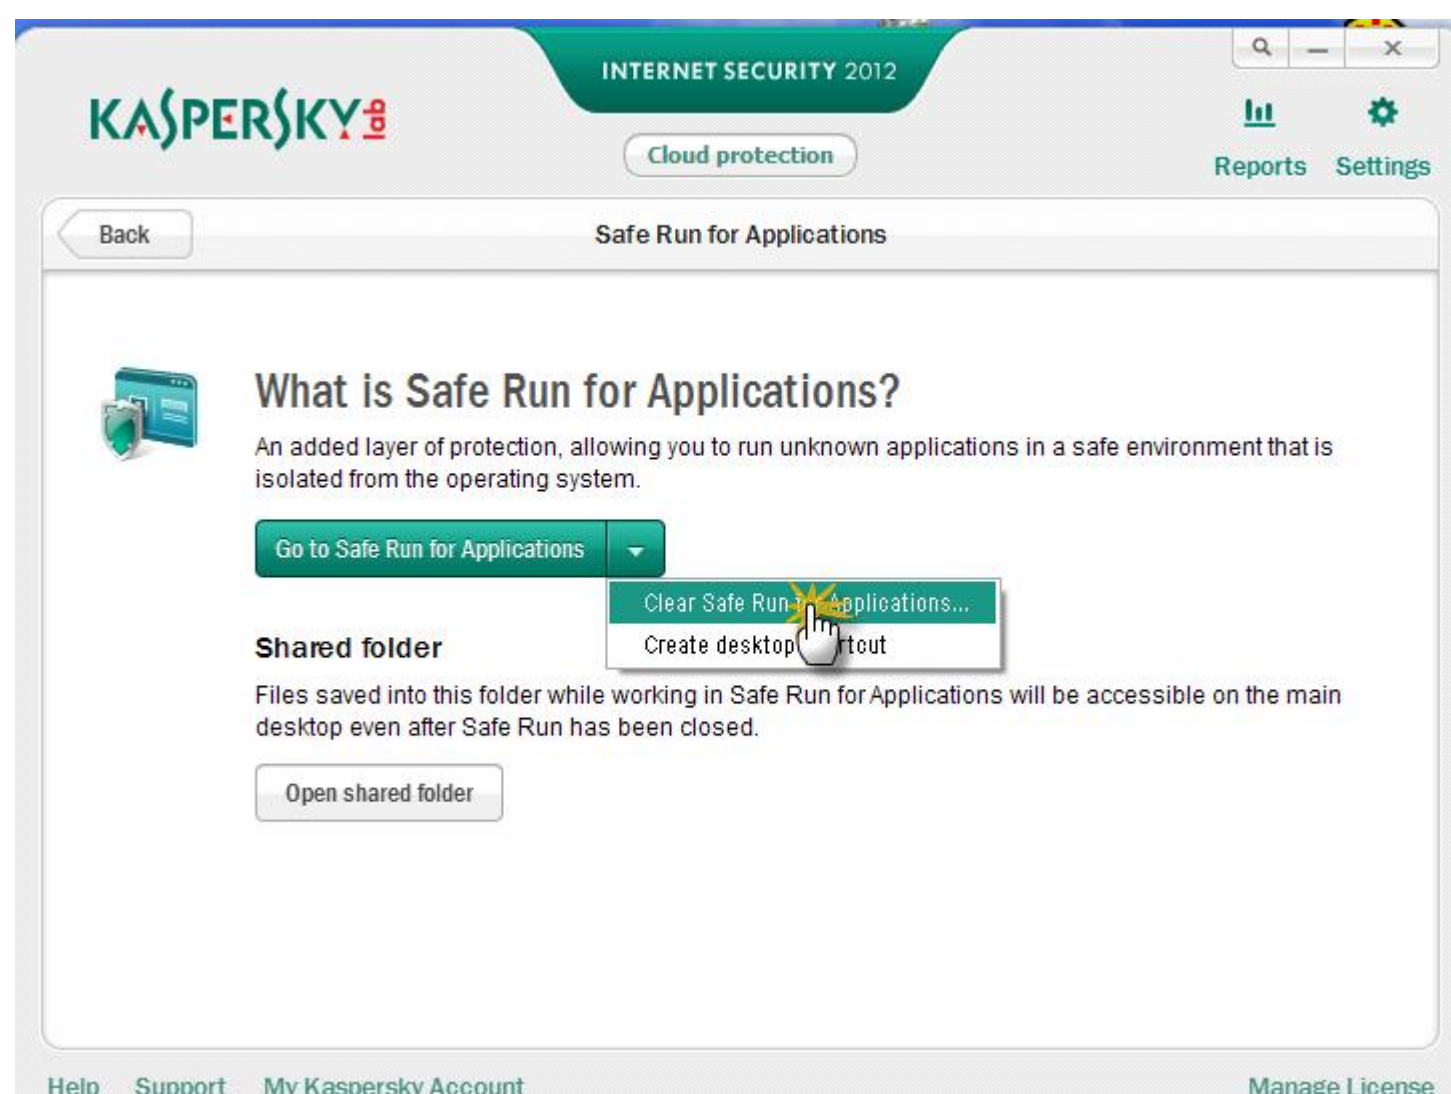 INTERNET SECURITY 2012
KASPERSKY lab
Cloud protection
Reports Settings
Back
Safe Run for Applications
What is Safe Run for Applications?
An added layer of protection, allowing you to run unknown applications in a safe environment that is
isolated from the operating system.
Go to Safe Run for Applications
Clear Safe Run for Applications...
Create desktop
Shared folder
Files saved into this folder while working in Safe Run for Applications will be accessible on the main
desktop even after Safe Run has been closed.
Open shared folder
Help Support My Kaspersky Account Manage License